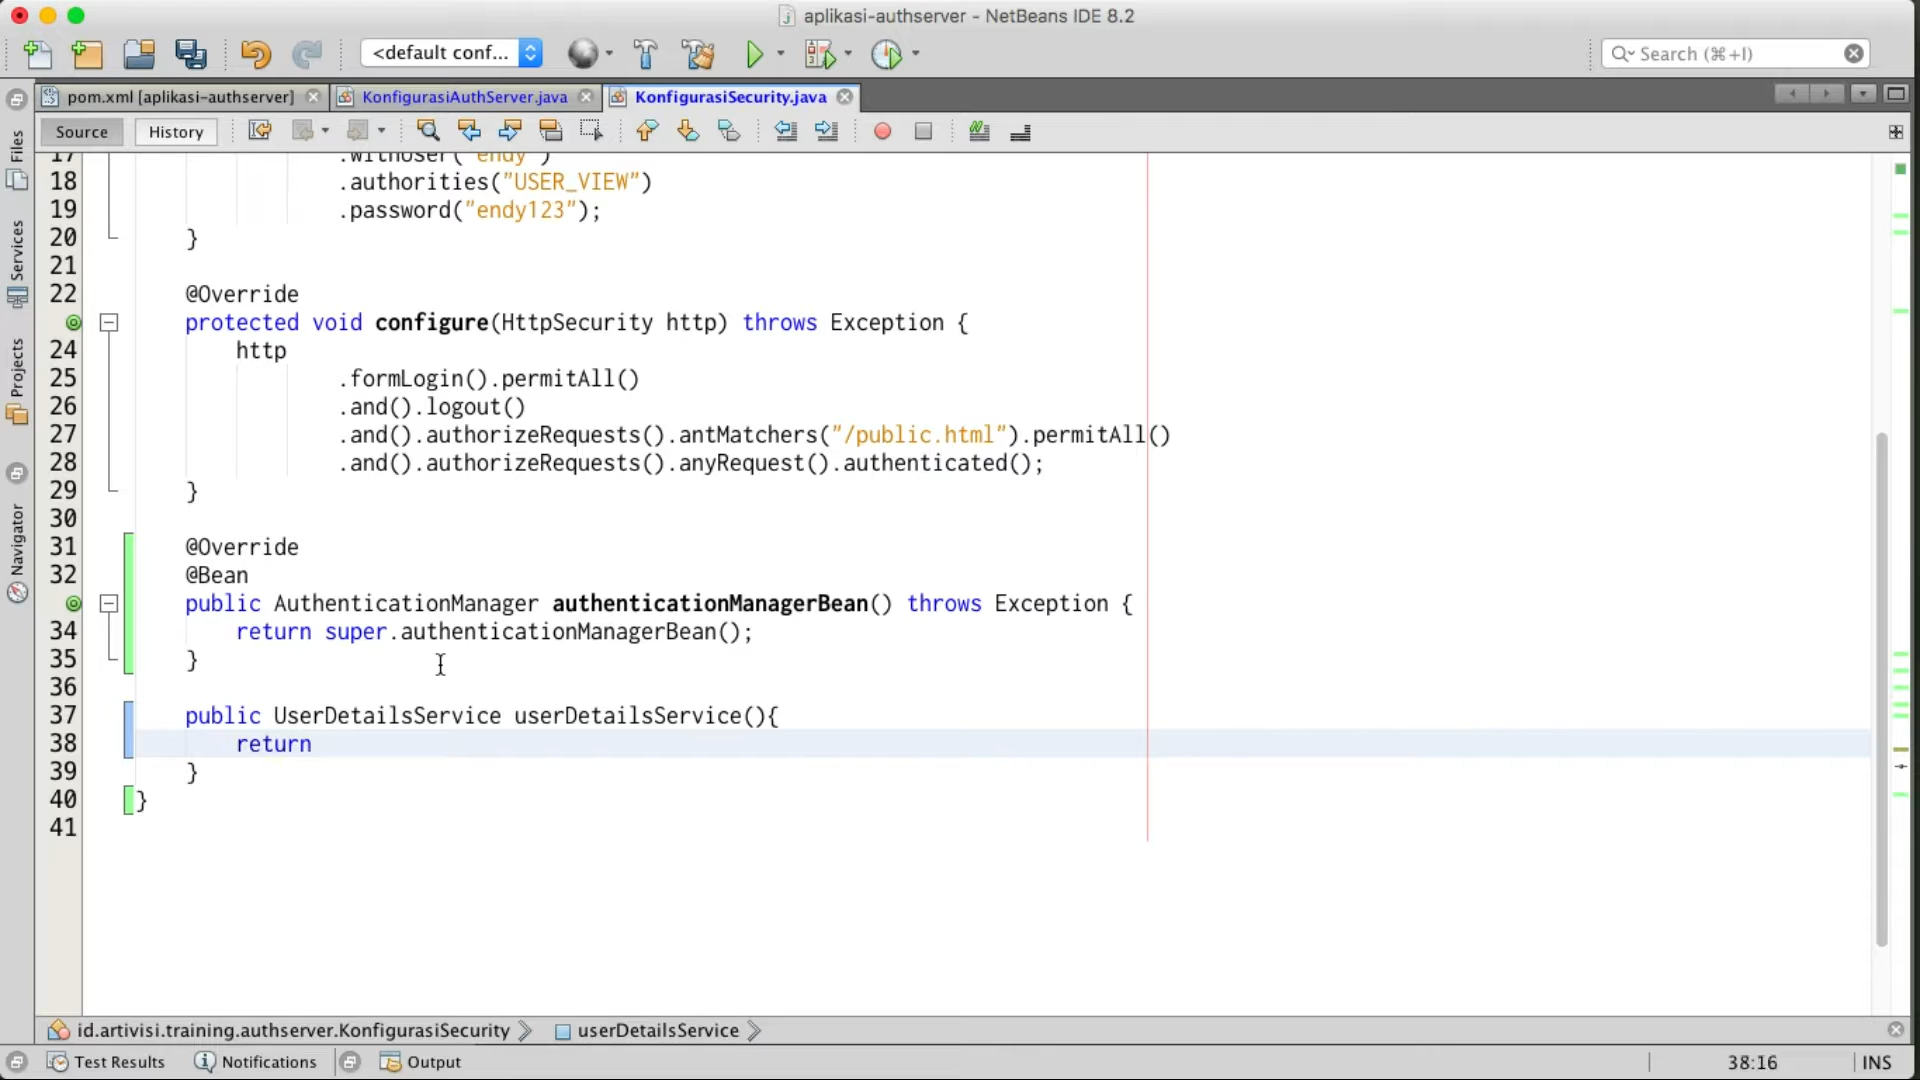 aplikasi-authserver - NetBeans IDE 8.2
<default conf...
Search (⌘+I)
pom.xml [aplikasi-authserver]
KonfigurasiAuthServer.java
KonfigurasiSecurity.java
Source
History
Files
Services
Projects
Navigator
17 .withUser("endy")
18 .authorities("USER_VIEW")
19 .password("endy123");
20 }
21
22 @Override
protected void configure(HttpSecurity http) throws Exception {
24 http
25 .formLogin().permitAll()
26 .and().logout()
27 .and().authorizeRequests().antMatchers("/public.html").permitAll()
28 .and().authorizeRequests().anyRequest().authenticated();
29 }
30
31 @Override
32 @Bean
public AuthenticationManager authenticationManagerBean() throws Exception {
34 return super.authenticationManagerBean();
35 }
36
37 public UserDetailsService userDetailsService(){
38 return
39 }
40 }
41
id.artivisi.training.authserver.KonfigurasiSecurity
userDetailsService
Test Results
Notifications
Output
38:16
INS